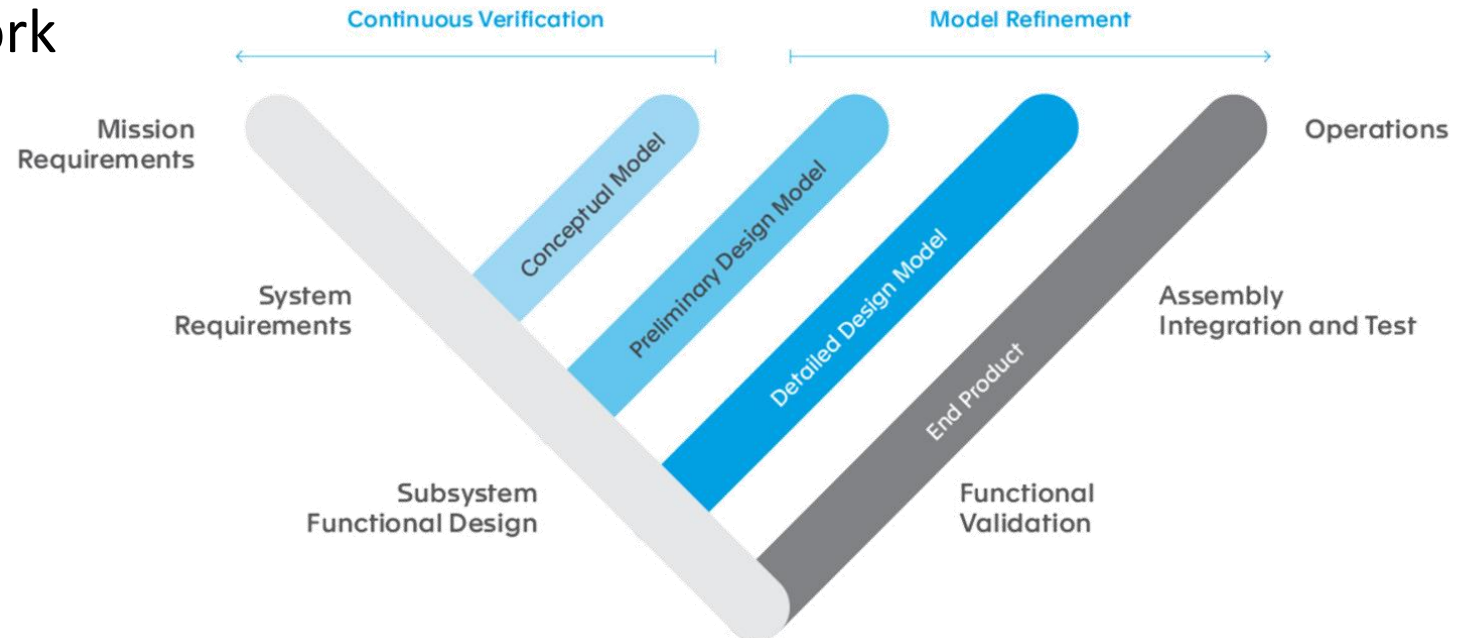 ork
Continuous Verification
Model Refinement
Mission
Requirements
Operations
Conceptual Model
Preliminary Design Model
Detailed Design Model
End Product
System
Requirements
Assembly
Integration and Test
Subsystem
Functional Design
Functional
Validation